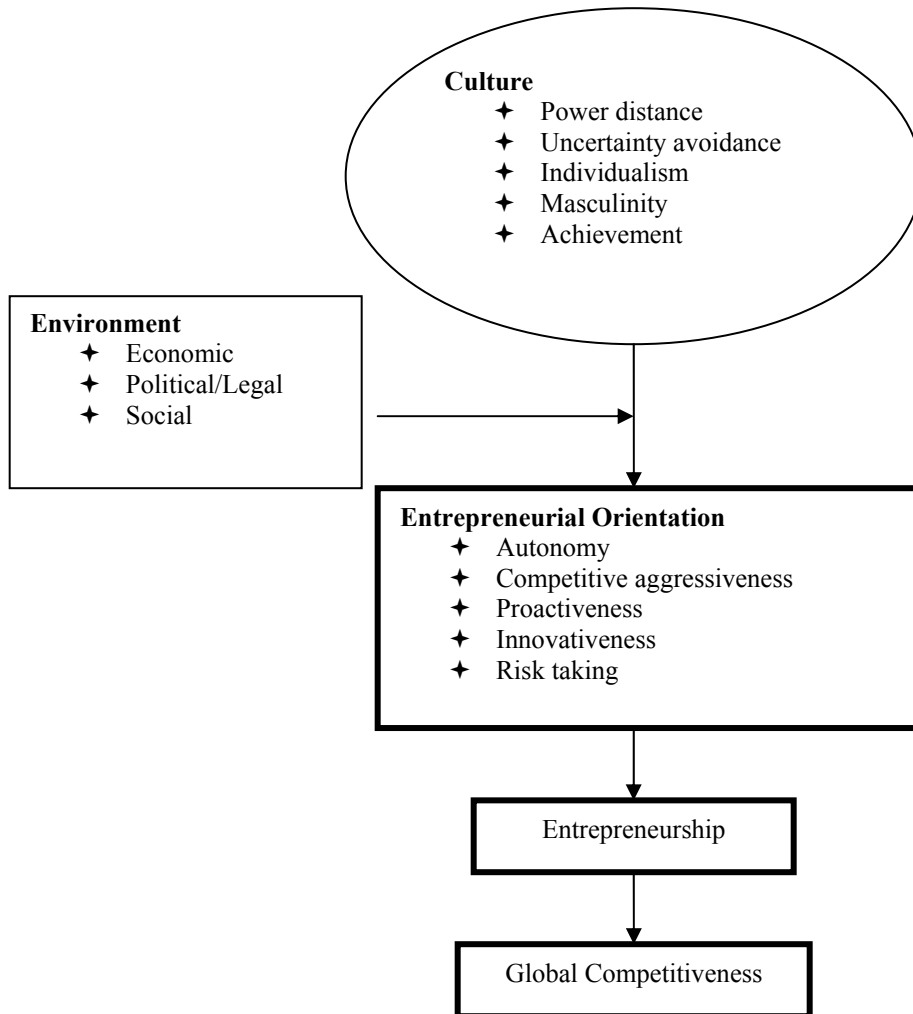 Culture
✦ Power distance
✦ Uncertainty avoidance
✦ Individualism
✦ Masculinity
✦ Achievement
Environment
✦ Economic
✦ Political/Legal
✦ Social
Entrepreneurial Orientation
✦ Autonomy
✦ Competitive aggressiveness
✦ Proactiveness
✦ Innovativeness
✦ Risk taking
Entrepreneurship
Global Competitiveness